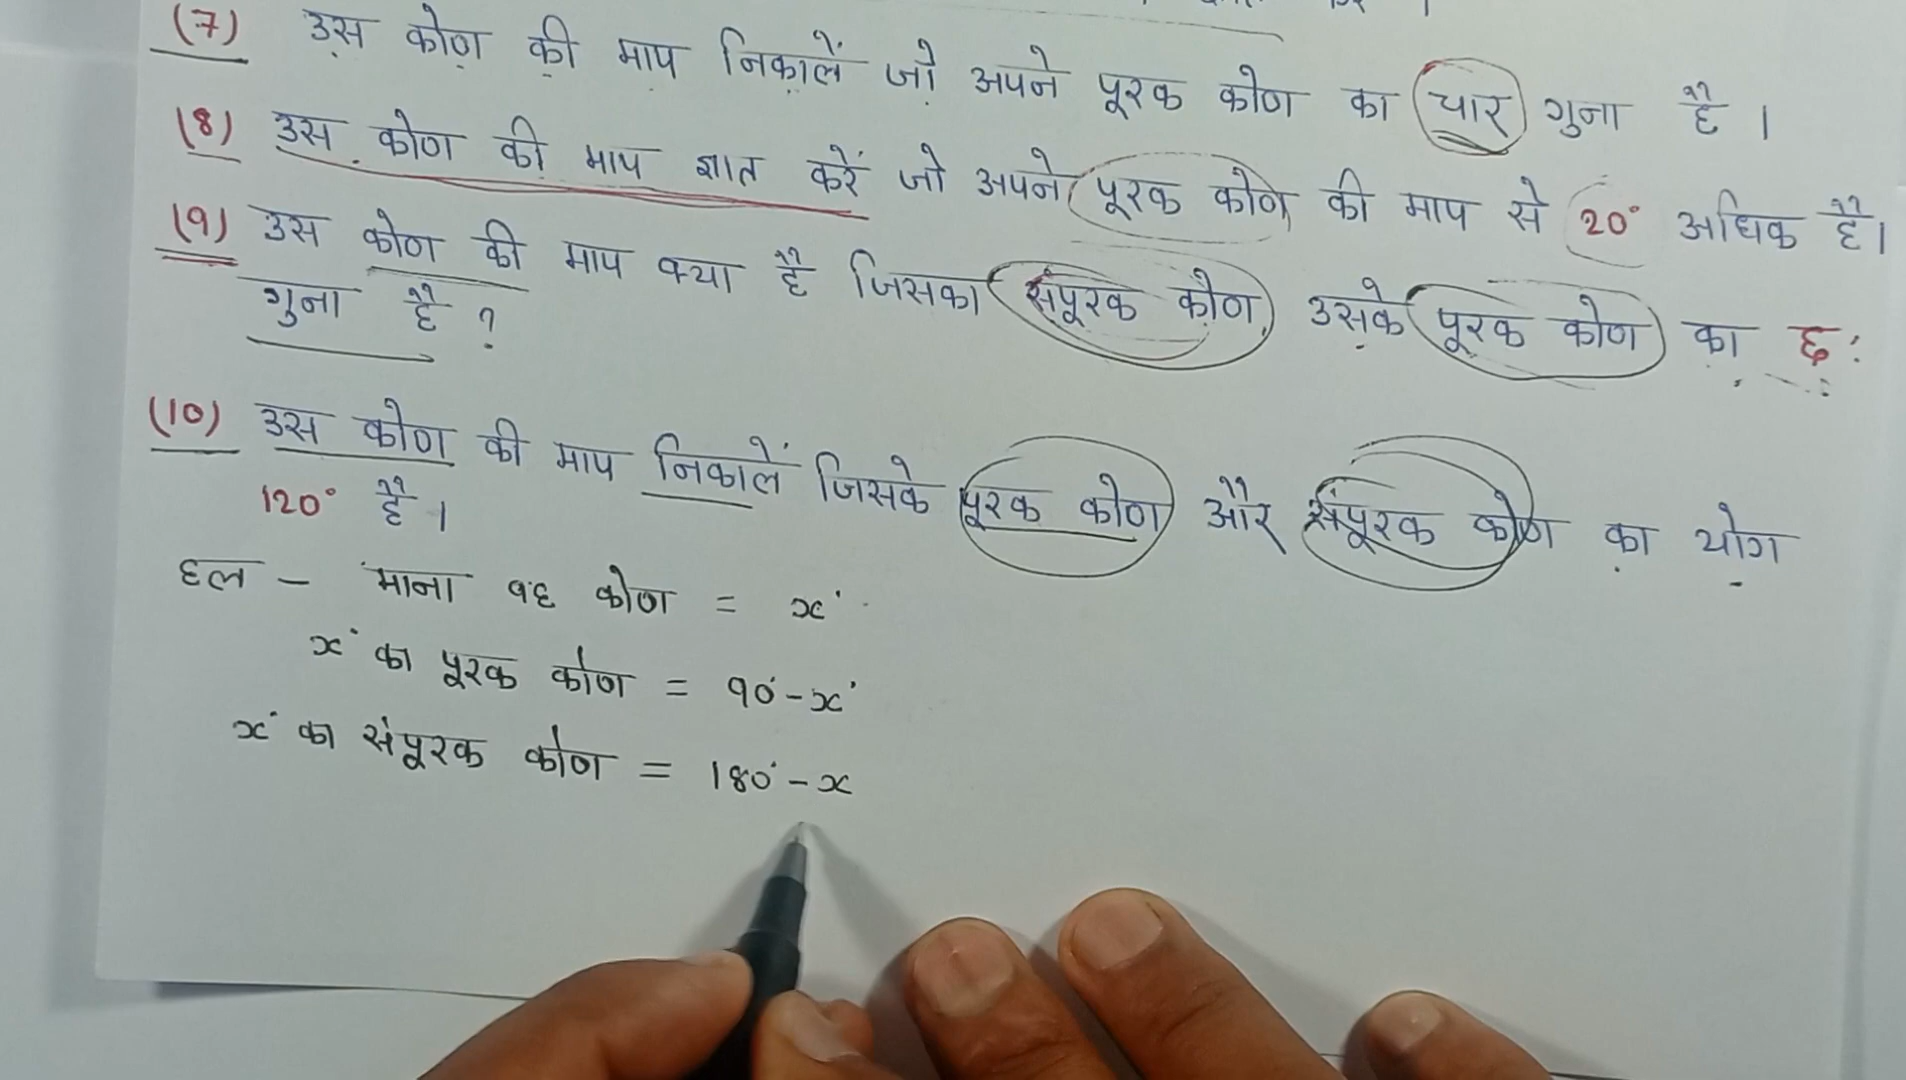 (7) उस कोण की माप निकालें जो अपने पूरक कोण का चार गुना है ।
(8) उस कोण की माप ज्ञात करें जो अपने पूरक कोण की माप से 20° अधिक है।
(9) उस कोण की माप क्या है जिसका संपूरक कोण उसके पूरक कोण का छः
गुना है ?
(10) उस कोण की माप निकालें जिसके पूरक कोण और संपूरक कोण का योग
120° है ।
हल – माना वह कोण = x°
x° का पूरक कोण = 90°-x°
x° का संपूरक कोण = 180°-x